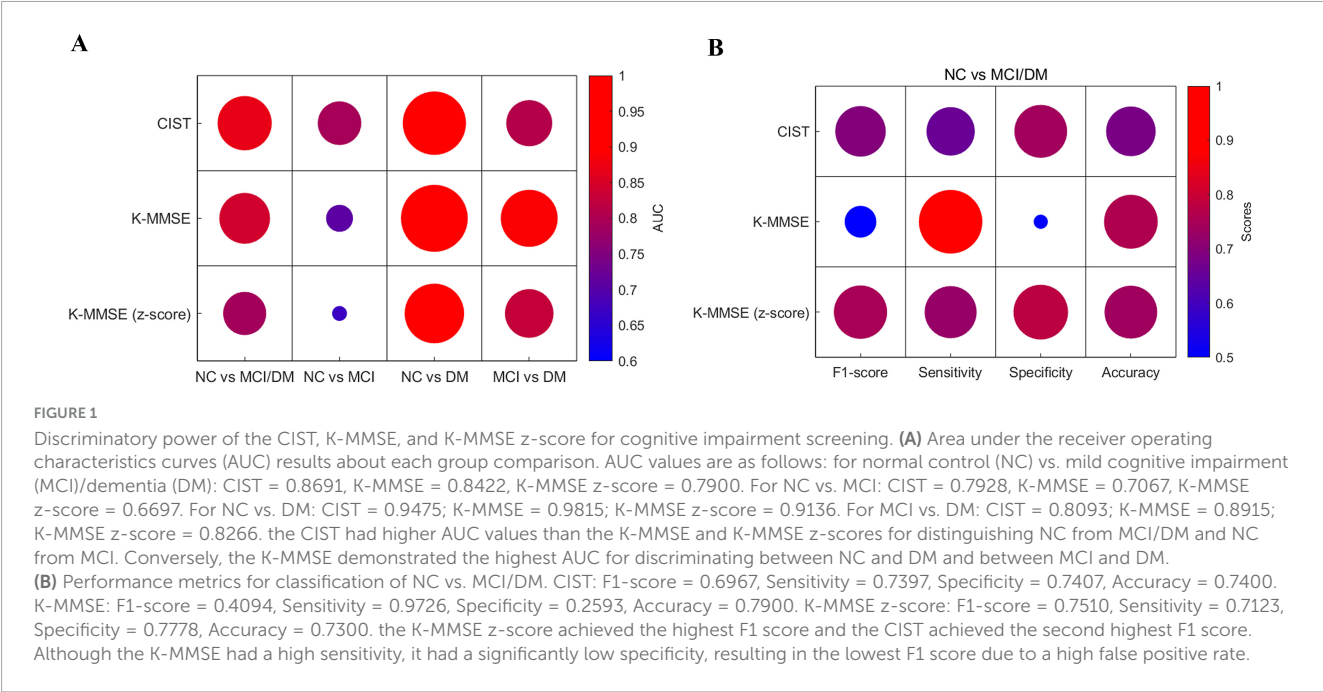 A
CIST
K-MMSE
K-MMSE (z-score)
NC vs MCI/DM
NC vs MCI
NC vs DM
MCI vs DM
1
0.95
0.9
0.85
0.8
0.75
0.7
0.65
0.6
AUC
B
NC vs MCI/DM
CIST
K-MMSE
K-MMSE (z-score)
F1-score
Sensitivity
Specificity
Accuracy
1
0.9
0.8
0.7
0.6
0.5
Scores
FIGURE 1
Discriminatory power of the CIST, K-MMSE, and K-MMSE z-score for cognitive impairment screening. (A) Area under the receiver operating
characteristics curves (AUC) results about each group comparison. AUC values are as follows: for normal control (NC) vs. mild cognitive impairment
(MCI)/dementia (DM): CIST = 0.8691, K-MMSE = 0.8422, K-MMSE z-score = 0.7900. For NC vs. MCI: CIST = 0.7928, K-MMSE = 0.7067, K-MMSE
z-score = 0.6697. For NC vs. DM: CIST = 0.9475; K-MMSE = 0.9815; K-MMSE z-score = 0.9136. For MCI vs. DM: CIST = 0.8093; K-MMSE = 0.8915;
K-MMSE z-score = 0.8266. the CIST had higher AUC values than the K-MMSE and K-MMSE z-scores for distinguishing NC from MCI/DM and NC
from MCI. Conversely, the K-MMSE demonstrated the highest AUC for discriminating between NC and DM and between MCI and DM.
(B) Performance metrics for classification of NC vs. MCI/DM. CIST: F1-score = 0.6967, Sensitivity = 0.7397, Specificity = 0.7407, Accuracy = 0.7400.
K-MMSE: F1-score = 0.4094, Sensitivity = 0.9726, Specificity = 0.2593, Accuracy = 0.7900. K-MMSE z-score: F1-score = 0.7510, Sensitivity = 0.7123,
Specificity = 0.7778, Accuracy = 0.7300. the K-MMSE z-score achieved the highest F1 score and the CIST achieved the second highest F1 score.
Although the K-MMSE had a high sensitivity, it had a significantly low specificity, resulting in the lowest F1 score due to a high false positive rate.